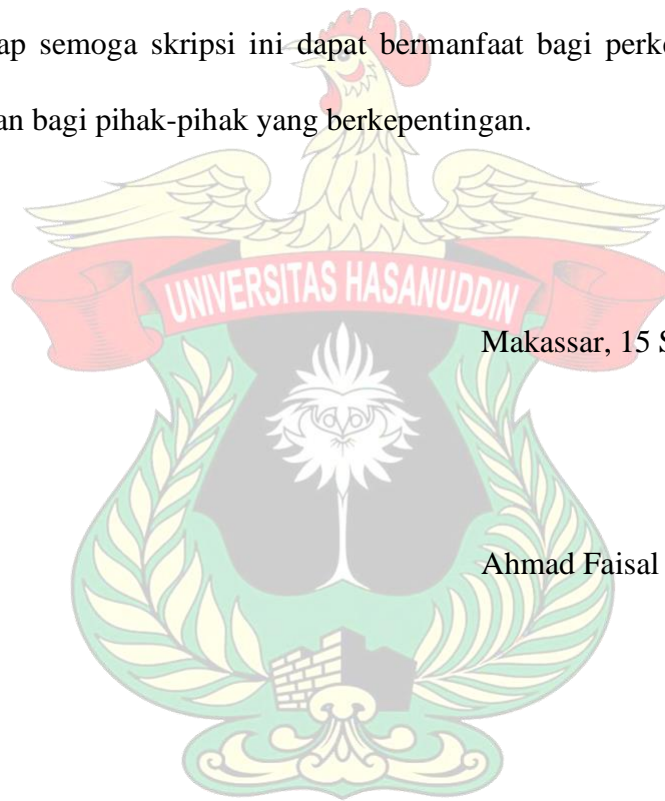 ap semoga skripsi ini dapat bermanfaat bagi perk
an bagi pihak-pihak yang berkepentingan.
UNIVERSITAS HASANUDDIN
Makassar, 15 S
Ahmad Faisal